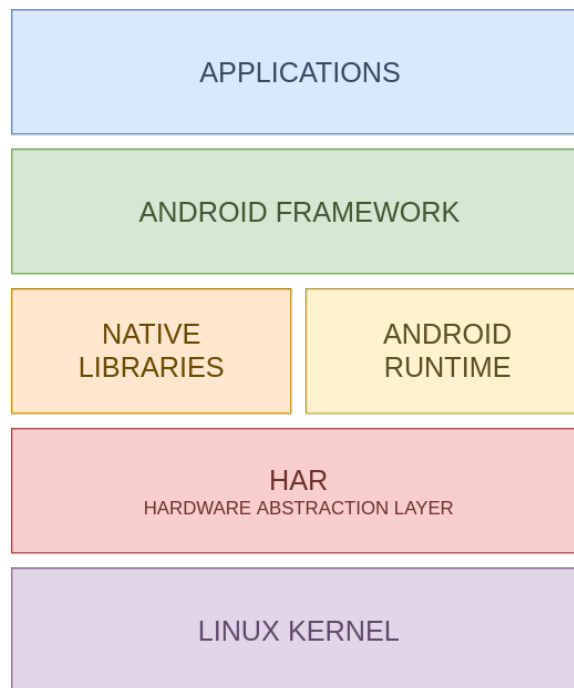 APPLICATIONS
ANDROID FRAMEWORK
NATIVE
LIBRARIES
ANDROID
RUNTIME
HAR
HARDWARE ABSTRACTION LAYER
LINUX KERNEL